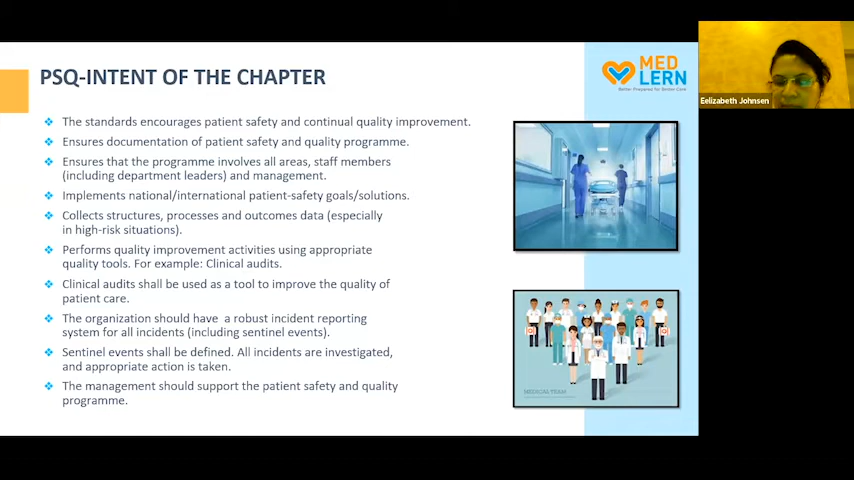 PSQ-INTENT OF THE CHAPTER
MED
LERN
Better Prepared for Better Care
Eelizabeth Johnsen
The standards encourages patient safety and continual quality improvement.
Ensures documentation of patient safety and quality programme.
Ensures that the programme involves all areas, staff members
(including department leaders) and management.
Implements national/international patient-safety goals/solutions.
Collects structures, processes and outcomes data (especially
in high-risk situations).
Performs quality improvement activities using appropriate
quality tools. For example: Clinical audits.
Clinical audits shall be used as a tool to improve the quality of
patient care.
The organization should have a robust incident reporting
system for all incidents (including sentinel events).
Sentinel events shall be defined. All incidents are investigated,
and appropriate action is taken.
The management should support the patient safety and quality
programme.
MEDICAL TEAM